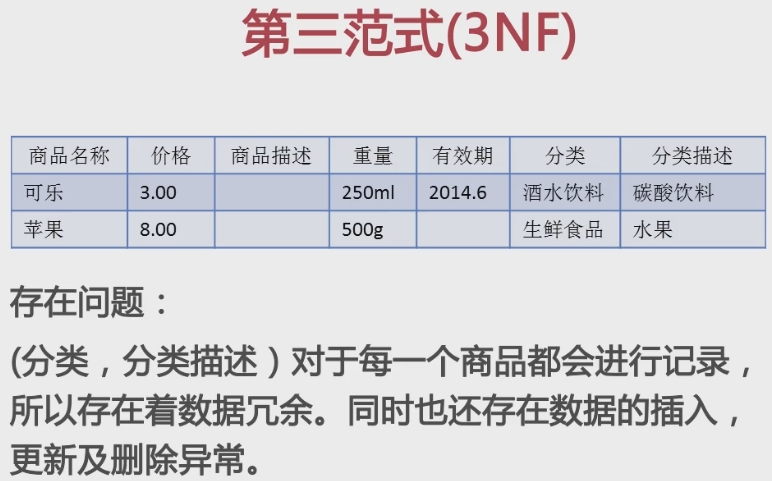 第三范式(3NF)
商品名称 价格 商品描述 重量 有效期 分类 分类描述
可乐 3.00 250ml 2014.6 酒水饮料 碳酸饮料
苹果 8.00 500g 生鲜食品 水果
存在问题：
(分类，分类描述）对于每一个商品都会进行记录，
所以存在着数据冗余。同时也还存在数据的插入，
更新及删除异常。